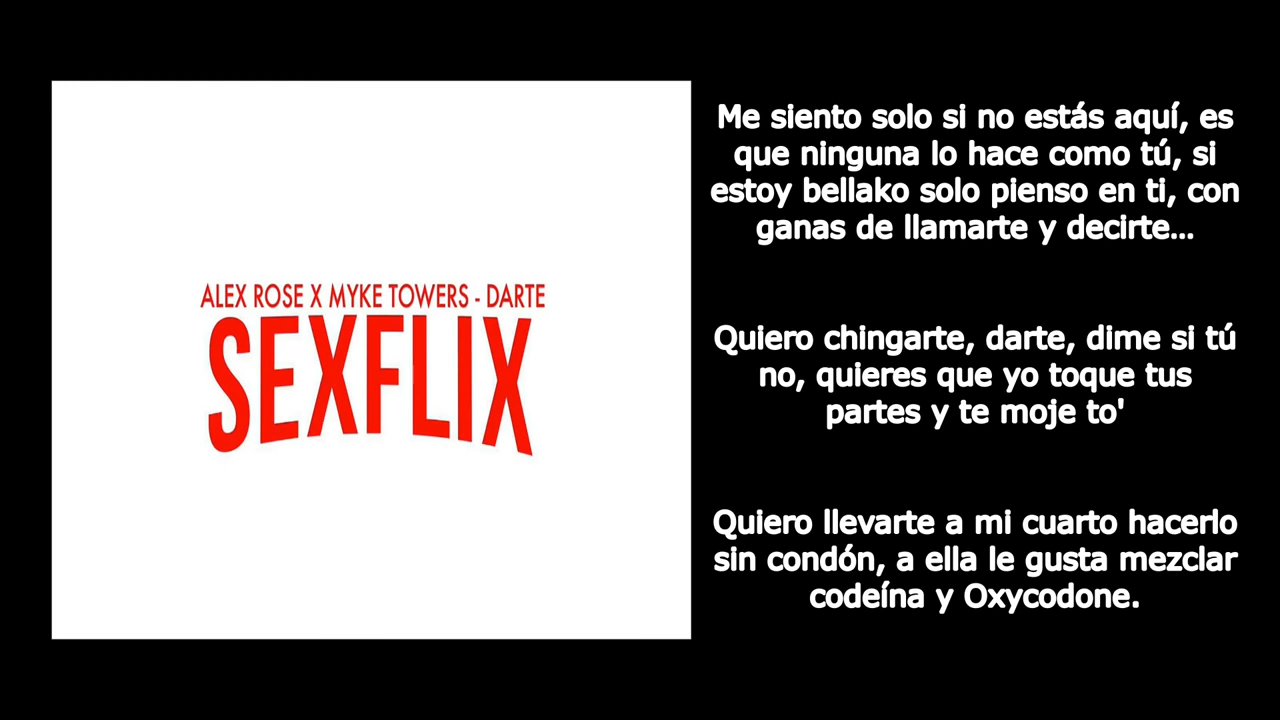 ALEX ROSE X MYKE TOWERS - DARTE
SEXFLIX
Me siento solo si no estás aquí, es
que ninguna lo hace como tú, si
estoy bellako solo pienso en ti, con
ganas de llamarte y decirte...
Quiero chingarte, darte, dime si tú
no, quieres que yo toque tus
partes y te moje to'
Quiero llevarte a mi cuarto hacerlo
sin condón, a ella le gusta mezclar
codeína y Oxycodone.